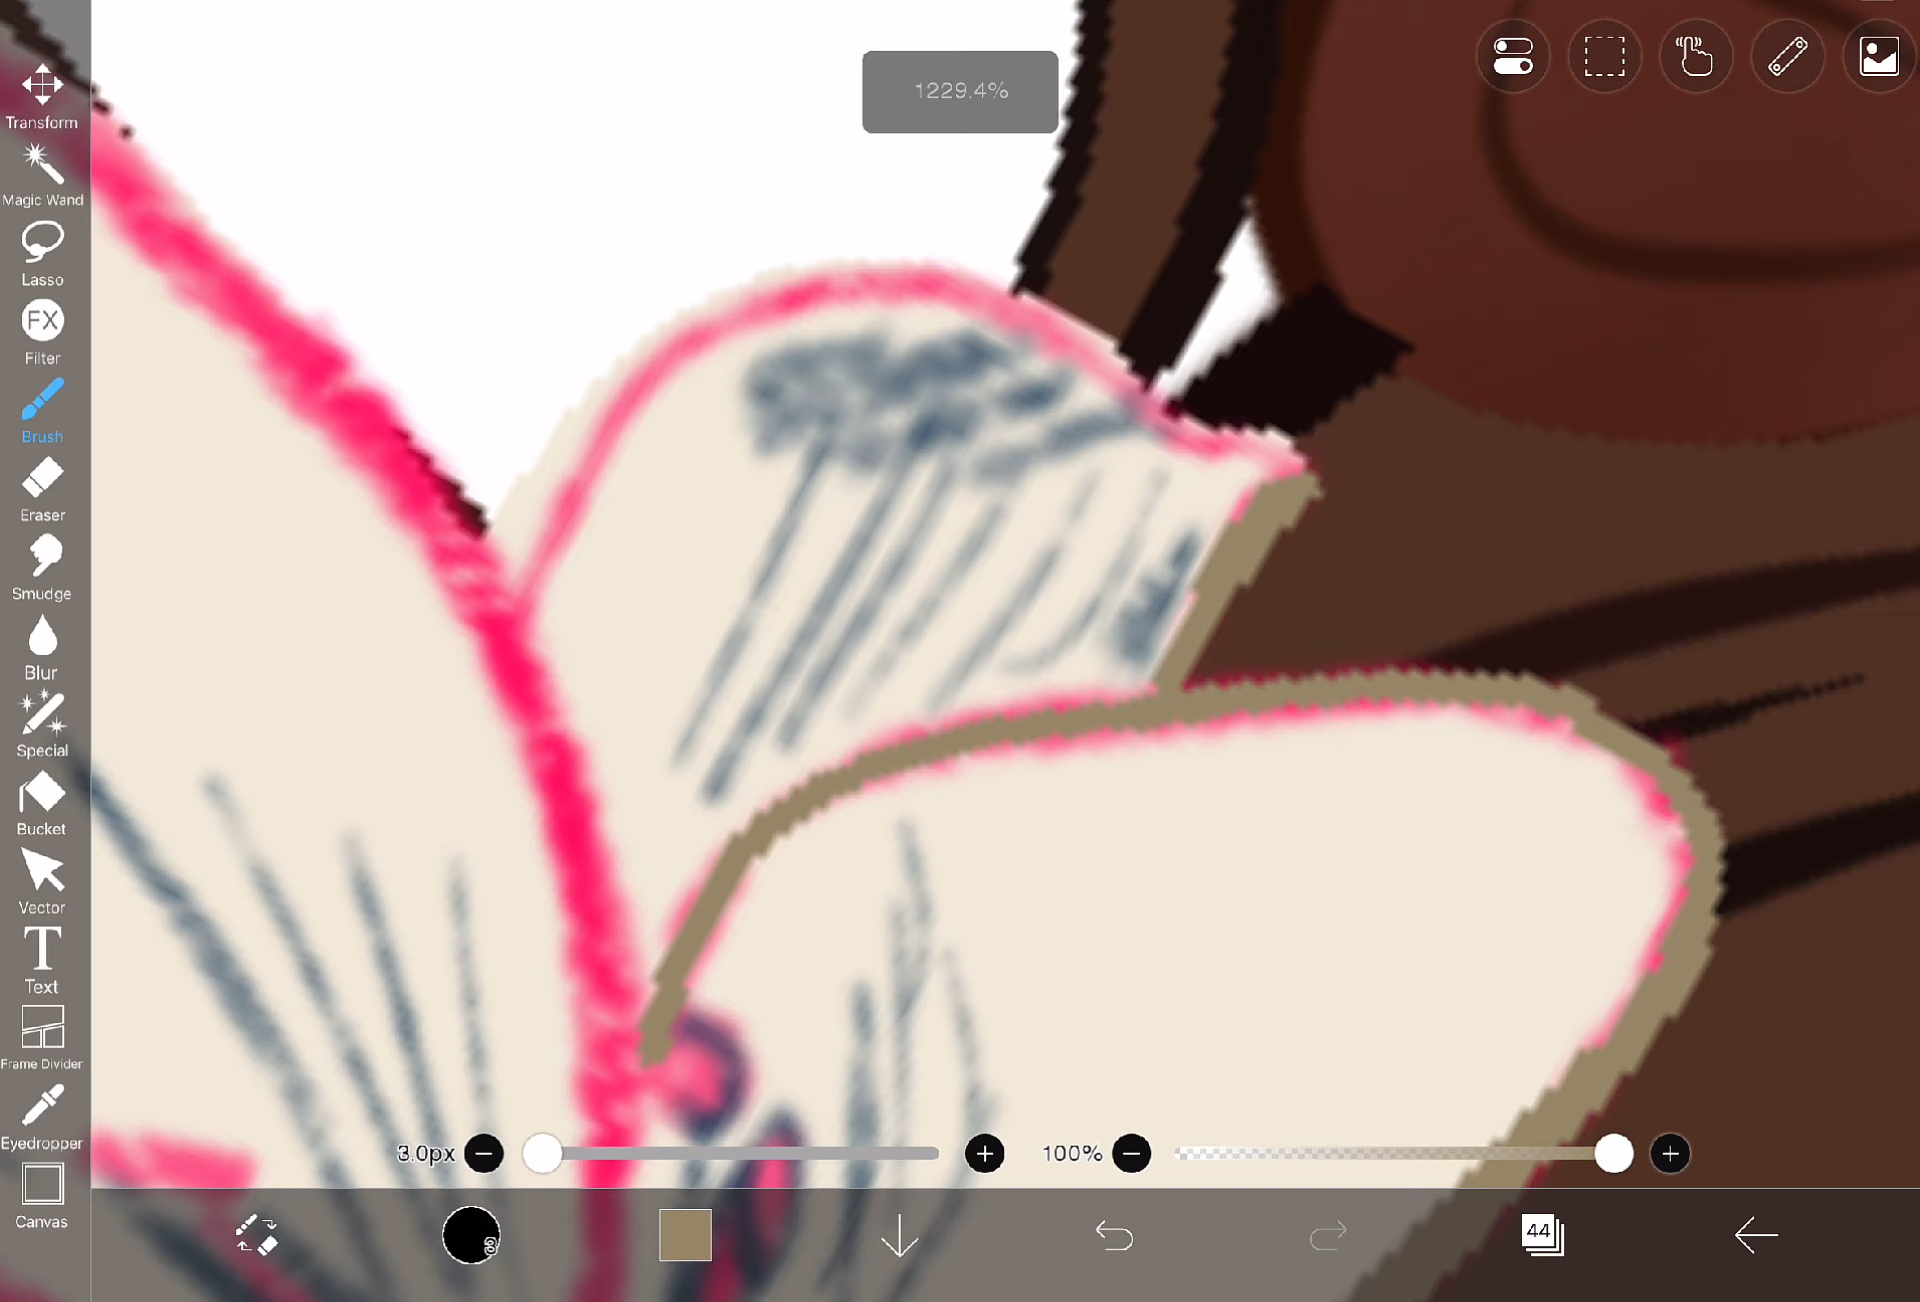 1229.4%
Transform
Magic Wand
Lasso
FX
Filter
Brush
Eraser
Smudge
Blur
Special
Bucket
Vector
T
Text
Frame Divider
Eyedropper
Canvas
3.0px
100%
3
44